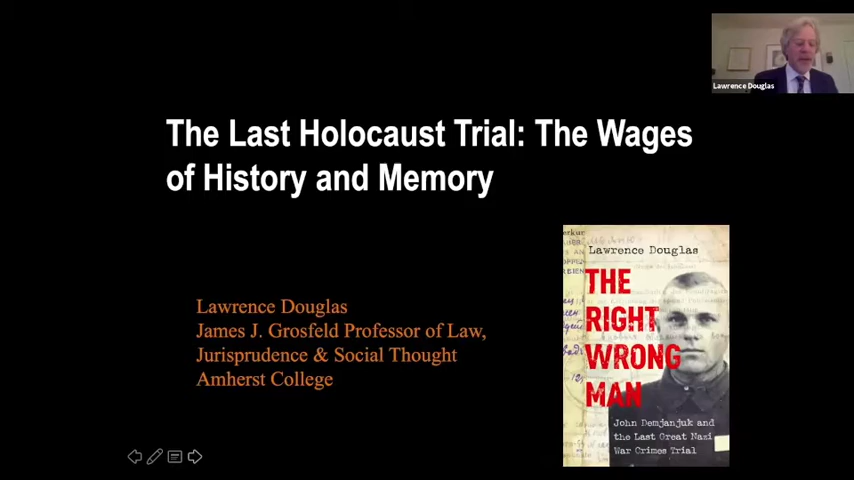 Lawrence Douglas
The Last Holocaust Trial: The Wages
of History and Memory
Lawrence Douglas
James J. Grosfeld Professor of Law,
Jurisprudence & Social Thought
Amherst College
Lawrence Douglas
THE
RIGHT
WRONG
MAN
John Demjanjuk and
the Last Great Nazi
War Crimes Trial